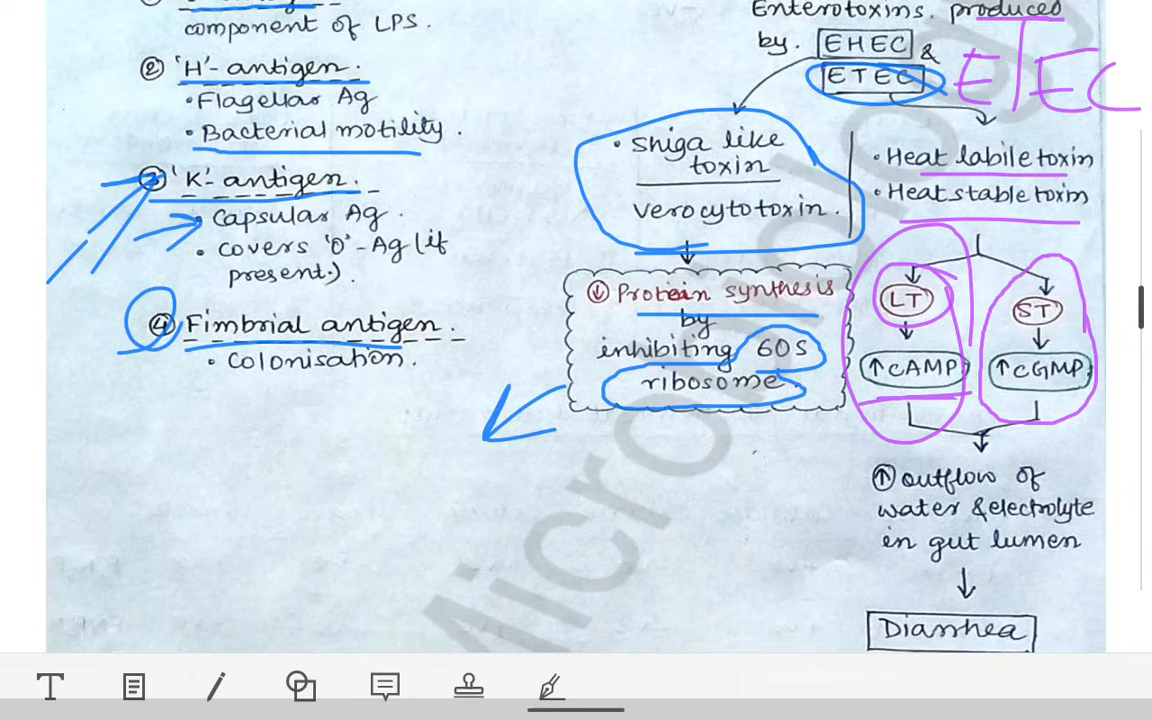 component of LPS.
② 'H'- antigen.
• Flagellar Ag
• Bacterial motility.
③ 'K'- antigen.
• Capsular Ag.
• Covers 'O'-Ag (if
present.)
④ Fimbrial antigen.
• Colonisation.
Enterotoxins. produced
by. EHEC &
ETEC
ETEC
• Shiga like
toxin
verocytotoxin.
↓ Protein synthesis
by
inhibiting 60S
ribosome.
• Heat labile toxin
• Heat stable toxin
LT
ST
↑ cAMP
↑ CGMP
↑ outflow of
water & electrolyte
in gut lumen
Diarrhea
Microbiology
T